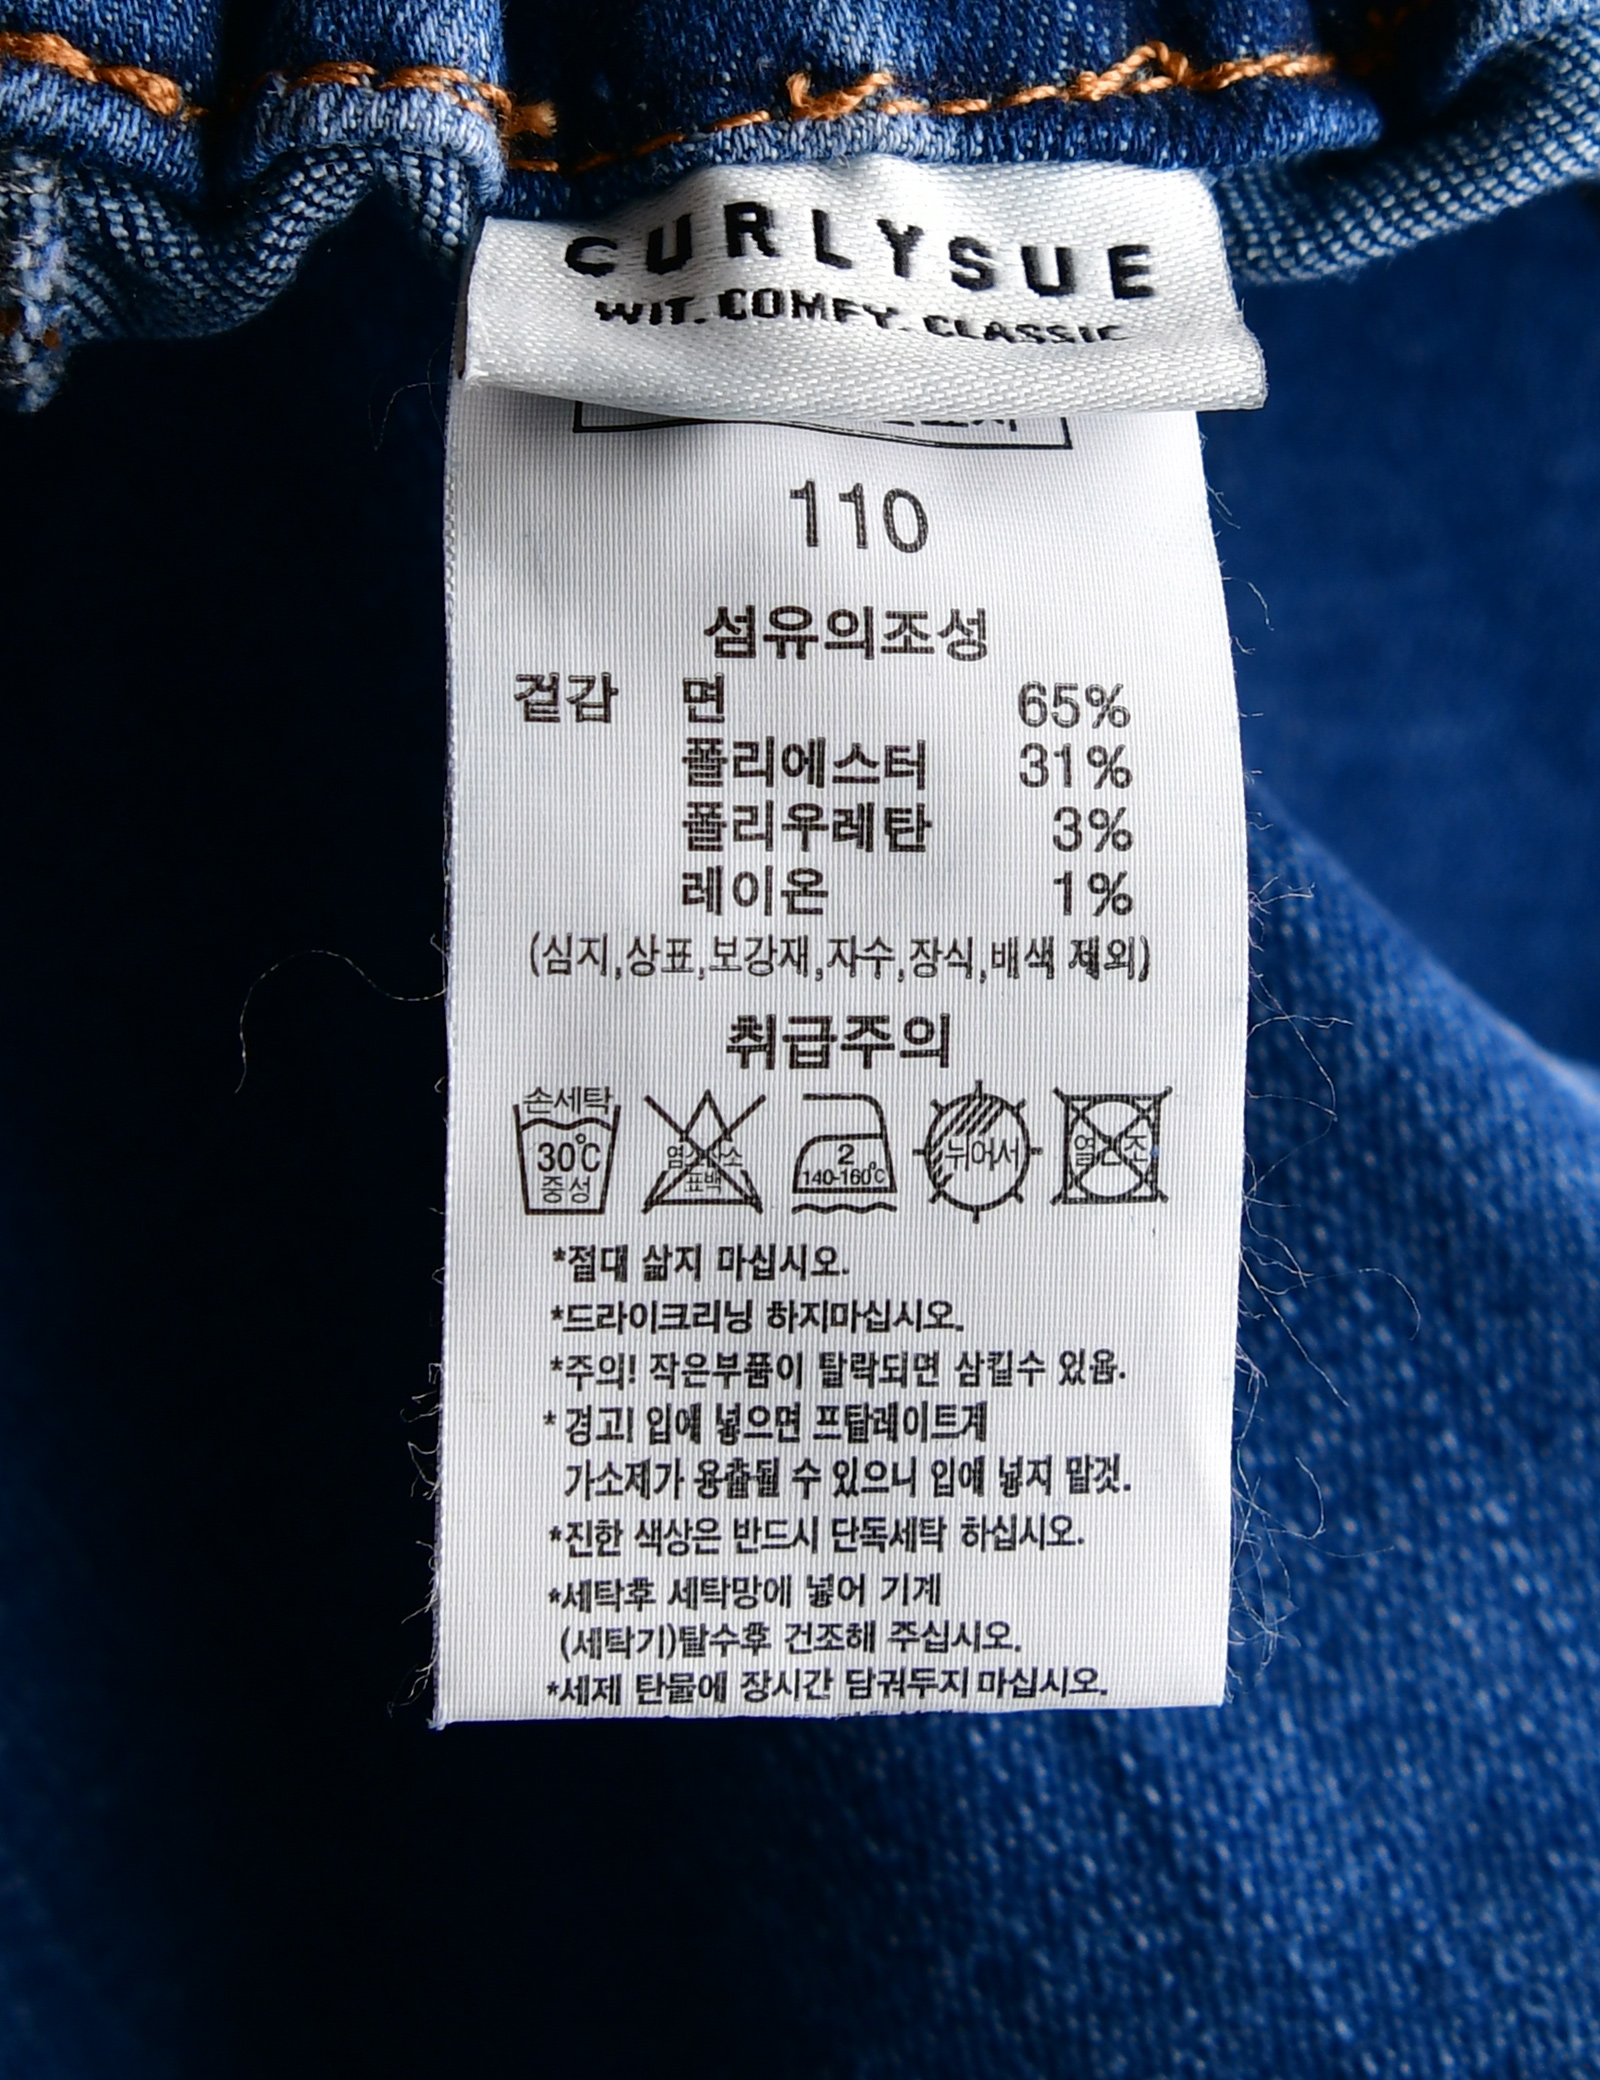 CURLYSUE
WIT. COMFY. CLASSIC
110
섬유의조성
겉감 면 65%
폴리에스터 31%
폴리우레탄 3%
레이온 1%
(심지,상표,보강재,자수,장식,배색 제외)
취급주의
손세탁
30℃
중성
염소산소
표백
2
140-160℃
뉘어서
열건조
*절대 삶지 마십시오.
*드라이크리닝 하지마십시오.
*주의! 작은부품이 탈락되면 삼킬수 있음.
* 경고! 입에 넣으면 프탈레이트계
가소제가 용출될 수 있으니 입에 넣지 말것.
*진한 색상은 반드시 단독세탁 하십시오.
*세탁후 세탁망에 넣어 기계
(세탁기)탈수후 건조해 주십시오.
*세제 탄물에 장시간 담궈두지 마십시오.